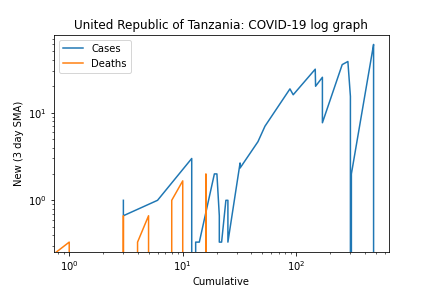 United Republic of Tanzania: COVID-19 log graph
Cases
Deaths
New (3 day SMA)
10¹
10⁰
10⁰ 10¹ 10²
Cumulative